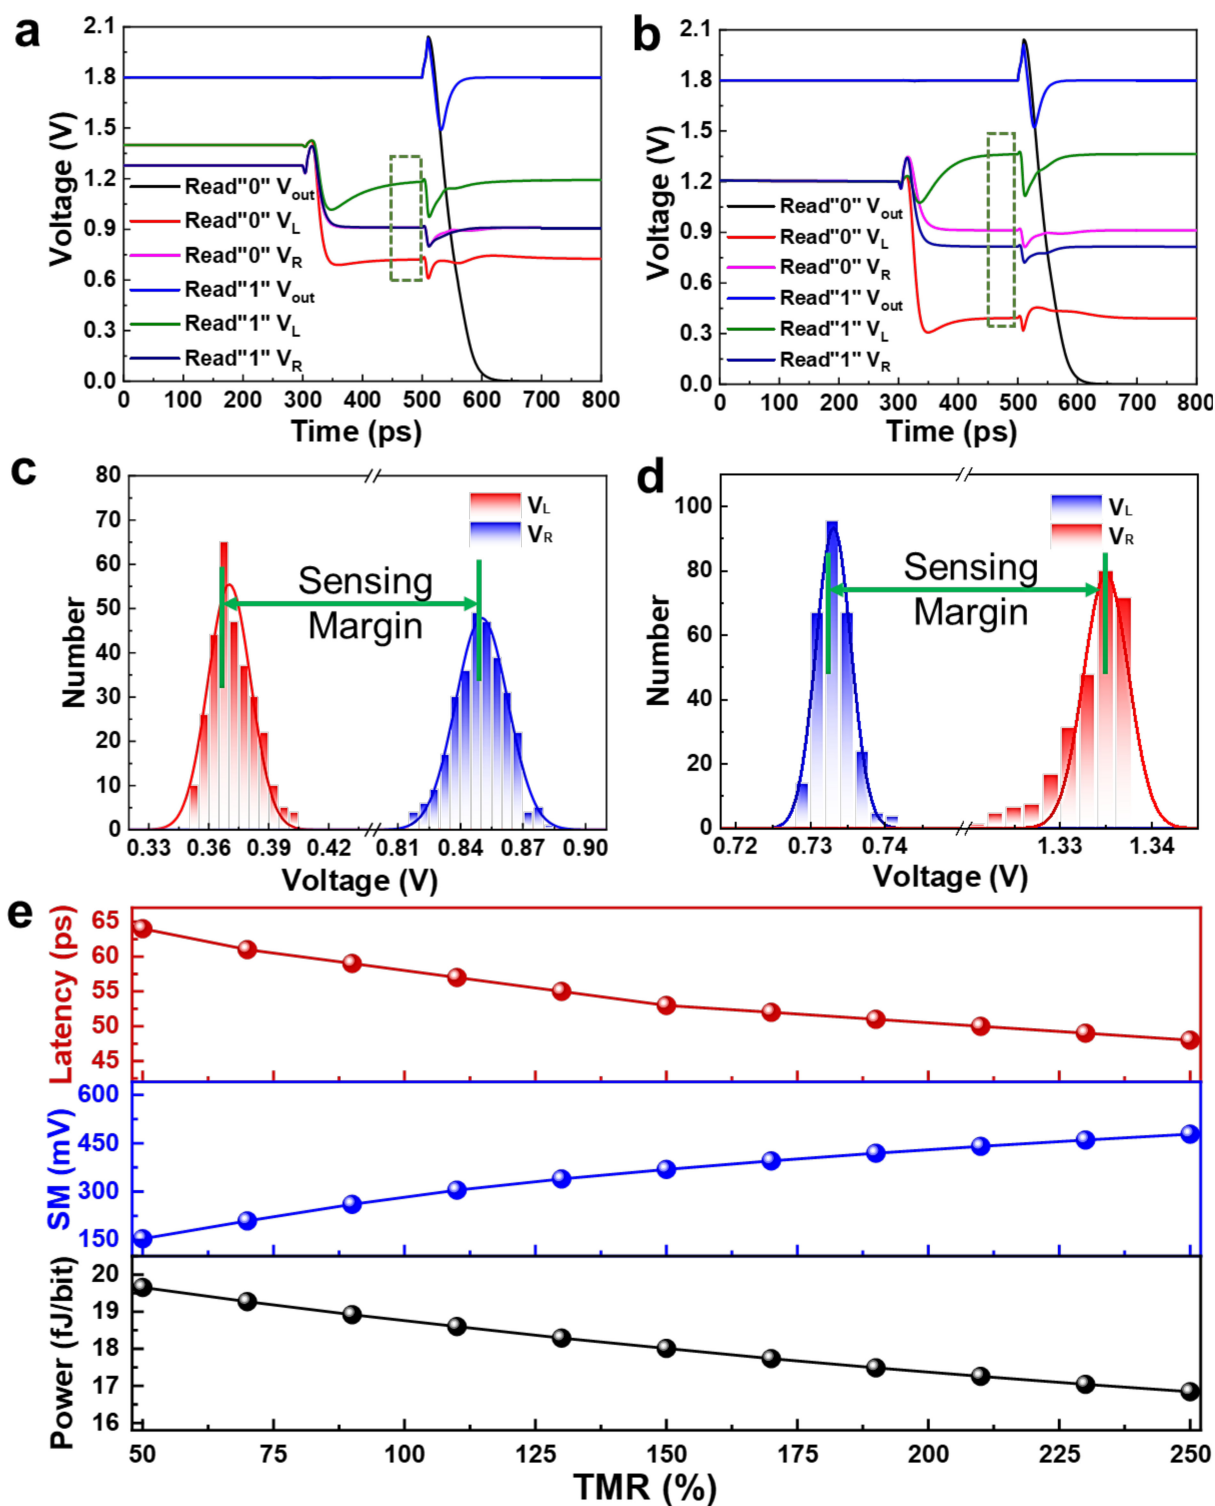 a
2.1
1.8
1.5
1.2
0.9
0.6
0.3
0.0
Voltage (V)
Read"0" Vout
Read"0" VL
Read"0" VR
Read"1" Vout
Read"1" VL
Read"1" VR
0 100 200 300 400 500 600 700 800
Time (ps)
b
2.1
1.8
1.5
1.2
0.9
0.6
0.3
0.0
Voltage (V)
Read"0" Vout
Read"0" VL
Read"0" VR
Read"1" Vout
Read"1" VL
Read"1" VR
0 100 200 300 400 500 600 700 800
Time (ps)
c
80
70
60
50
40
30
20
10
0
Number
VL
VR
Sensing
Margin
0.33 0.36 0.39 0.42 0.81 0.84 0.87 0.90
Voltage (V)
d
100
80
60
40
20
0
Number
VL
VR
Sensing
Margin
0.72 0.73 0.74 1.33 1.34
Voltage (V)
e
65
60
55
50
45
Latency (ps)
600
450
300
150
SM (mV)
20
19
18
17
16
Power (fJ/bit)
50 75 100 125 150 175 200 225 250
TMR (%)